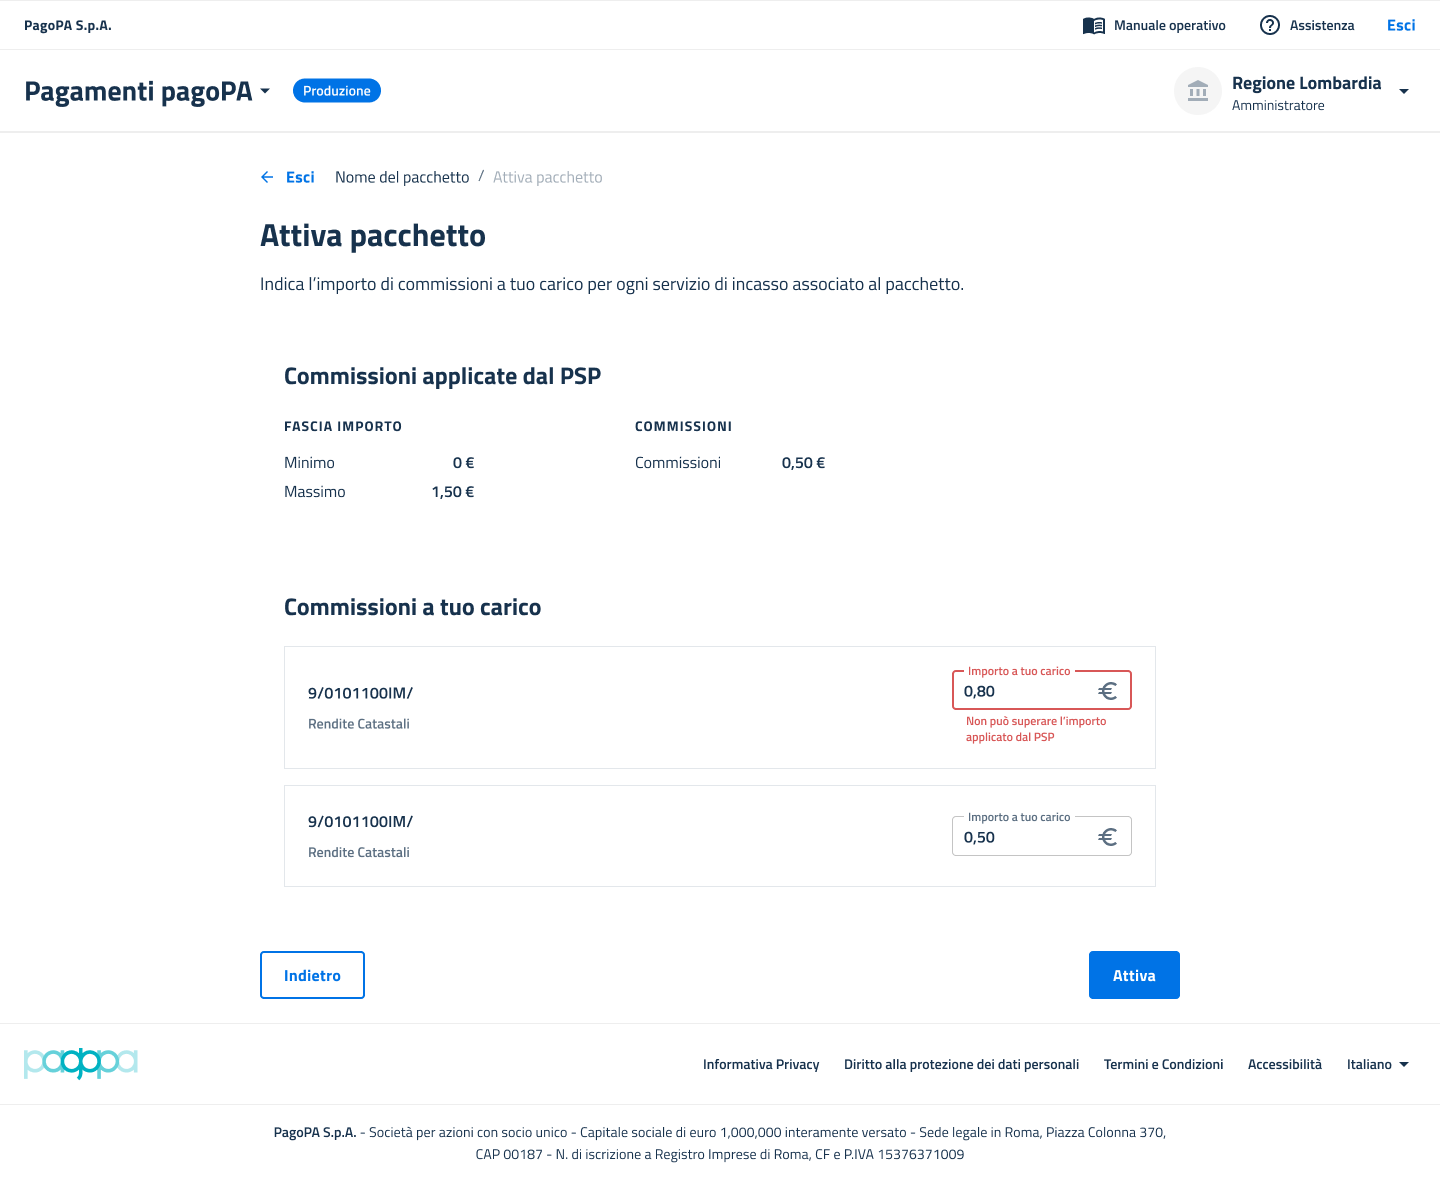 PagoPA S.p.A.
Manuale operativo
Assistenza
Esci
Pagamenti pagoPA
Produzione
Regione Lombardia
Amministratore
Esci
Nome del pacchetto / Attiva pacchetto
Attiva pacchetto
Indica l’importo di commissioni a tuo carico per ogni servizio di incasso associato al pacchetto.
Commissioni applicate dal PSP
FASCIA IMPORTO
Minimo 0 €
Massimo 1,50 €
COMMISSIONI
Commissioni 0,50 €
Commissioni a tuo carico
9/0101100IM/
Rendite Catastali
Importo a tuo carico
0,80 €
Non può superare l’importo
applicato dal PSP
9/0101100IM/
Rendite Catastali
Importo a tuo carico
0,50 €
Indietro
Attiva
pagopa
Informativa Privacy
Diritto alla protezione dei dati personali
Termini e Condizioni
Accessibilità
Italiano
PagoPA S.p.A. - Società per azioni con socio unico - Capitale sociale di euro 1,000,000 interamente versato - Sede legale in Roma, Piazza Colonna 370,
CAP 00187 - N. di iscrizione a Registro Imprese di Roma, CF e P.IVA 15376371009